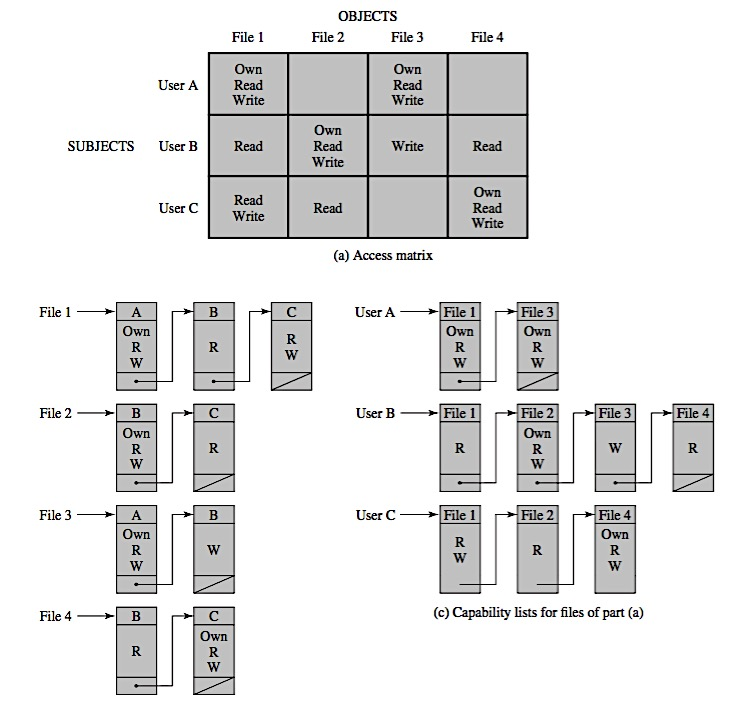 OBJECTS
File 1 File 2 File 3 File 4
User A
Own
Read
Write
Own
Read
Write
SUBJECTS
User B
Read
Own
Read
Write
Write
Read
User C
Read
Write
Read
Own
Read
Write
(a) Access matrix
File 1
A
Own
R
W
B
R
C
R
W
File 2
B
Own
R
W
C
R
File 3
A
Own
R
W
B
W
File 4
B
R
C
Own
R
W
User A
File 1
Own
R
W
File 3
Own
R
W
User B
File 1
R
File 2
Own
R
W
File 3
W
File 4
R
User C
File 1
R
W
File 2
R
File 4
Own
R
W
(c) Capability lists for files of part (a)